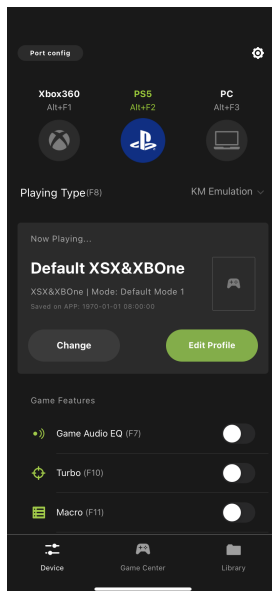 Port config
Xbox360 PS5 PC
Alt+F1 Alt+F2 Alt+F3
Playing Type(F8) KM Emulation
Now Playing...
Default XSX&XBOne
XSX&XBOne | Mode: Default Mode 1
Saved on APP: 1970-01-01 08:00:00
Change Edit Profile
Game Features
Game Audio EQ (F7)
Turbo (F10)
Macro (F11)
Device Game Center Library